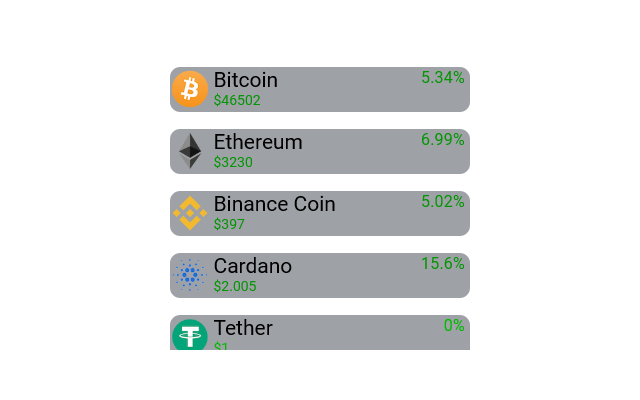 Bitcoin 5.34%
$46502
Ethereum 6.99%
$3230
Binance Coin 5.02%
$397
Cardano 15.6%
$2.005
Tether 0%
$1